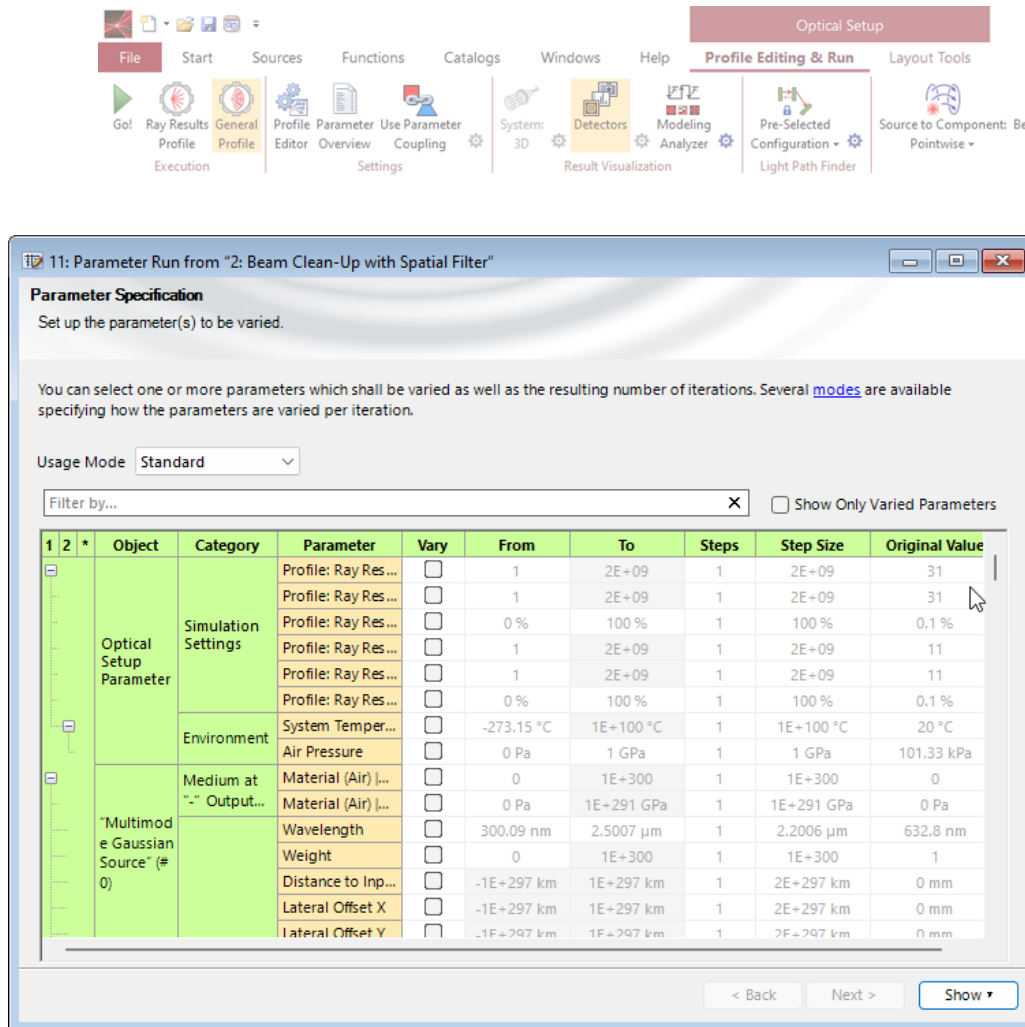 Optical Setup
File Start Sources Functions Catalogs Windows Help Profile Editing & Run Layout Tools
Go! Ray Results Profile General Profile Profile Editor Parameter Overview Use Parameter Coupling System: 3D Detectors Modeling Analyzer Pre-Selected Configuration Source to Component: Pointwise
Execution Settings Result Visualization Light Path Finder
11: Parameter Run from "2: Beam Clean-Up with Spatial Filter"
Parameter Specification
Set up the parameter(s) to be varied.
You can select one or more parameters which shall be varied as well as the resulting number of iterations. Several modes are available
specifying how the parameters are varied per iteration.
Usage Mode Standard
Filter by... Show Only Varied Parameters
1 2 * Object Category Parameter Vary From To Steps Step Size Original Value
Optical Setup Parameter Simulation Settings Profile: Ray Res... 1 2E+09 1 2E+09 31
Profile: Ray Res... 1 2E+09 1 2E+09 31
Profile: Ray Res... 0 % 100 % 1 100 % 0.1 %
Profile: Ray Res... 1 2E+09 1 2E+09 11
Profile: Ray Res... 1 2E+09 1 2E+09 11
Profile: Ray Res... 0 % 100 % 1 100 % 0.1 %
Environment System Temper... -273.15 °C 1E+100 °C 1 1E+100 °C 20 °C
Air Pressure 0 Pa 1 GPa 1 1 GPa 101.33 kPa
"Multimode Gaussian Source" (# 0) Medium at "-" Output... Material (Air) |... 0 1E+300 1 1E+300 0
Material (Air) |... 0 Pa 1E+291 GPa 1 1E+291 GPa 0 Pa
Wavelength 300.09 nm 2.5007 µm 1 2.2006 µm 632.8 nm
Weight 0 1E+300 1 1E+300 1
Distance to Inp... -1E+297 km 1E+297 km 1 2E+297 km 0 mm
Lateral Offset X -1E+297 km 1E+297 km 1 2E+297 km 0 mm
Lateral Offset Y -1E+297 km 1E+297 km 1 2E+297 km 0 mm
< Back Next > Show